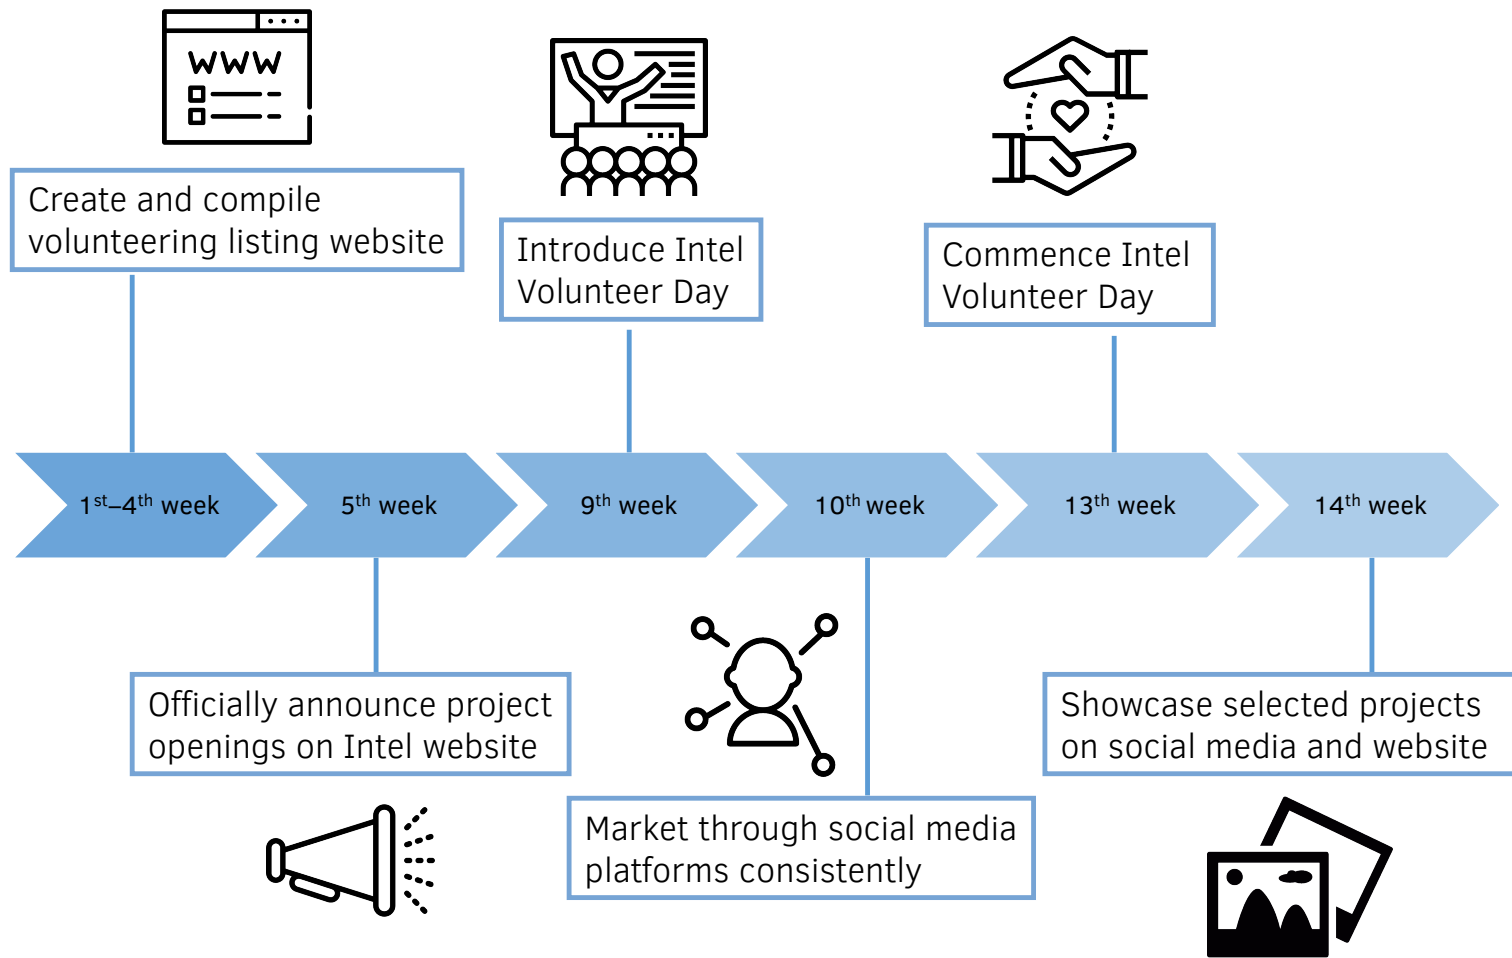 WWW
Create and compile
volunteering listing website
Introduce Intel
Volunteer Day
Commence Intel
Volunteer Day
1st–4th week
5th week
9th week
10th week
13th week
14th week
Officially announce project
openings on Intel website
Market through social media
platforms consistently
Showcase selected projects
on social media and website